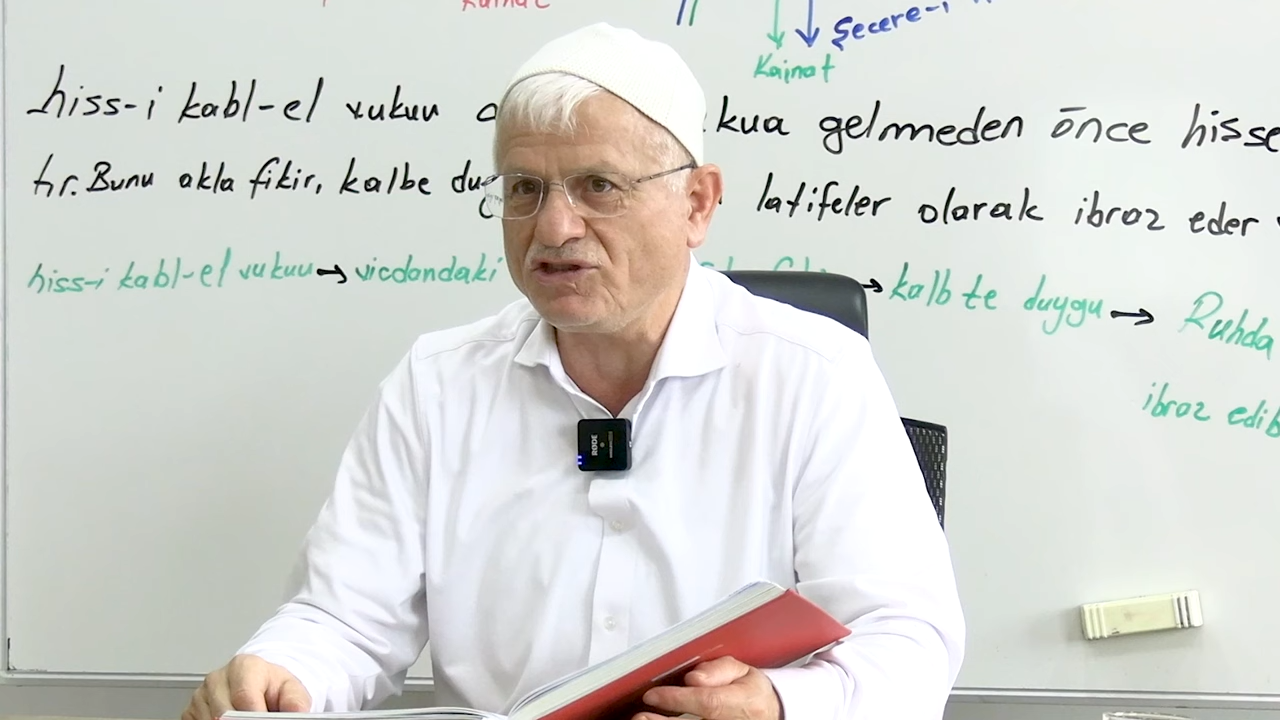 Kainat
Şecere-i
Kainat
hiss-i kabl-el vukuu kua gelmeden önce hisse
tır. Bunu akla fikir, kalbe latifeler olarak ibraz eder
hiss-i kabl-el vukuu → vicdandaki → kalbte duygu → Ruhda
ibraz edib
RØDE